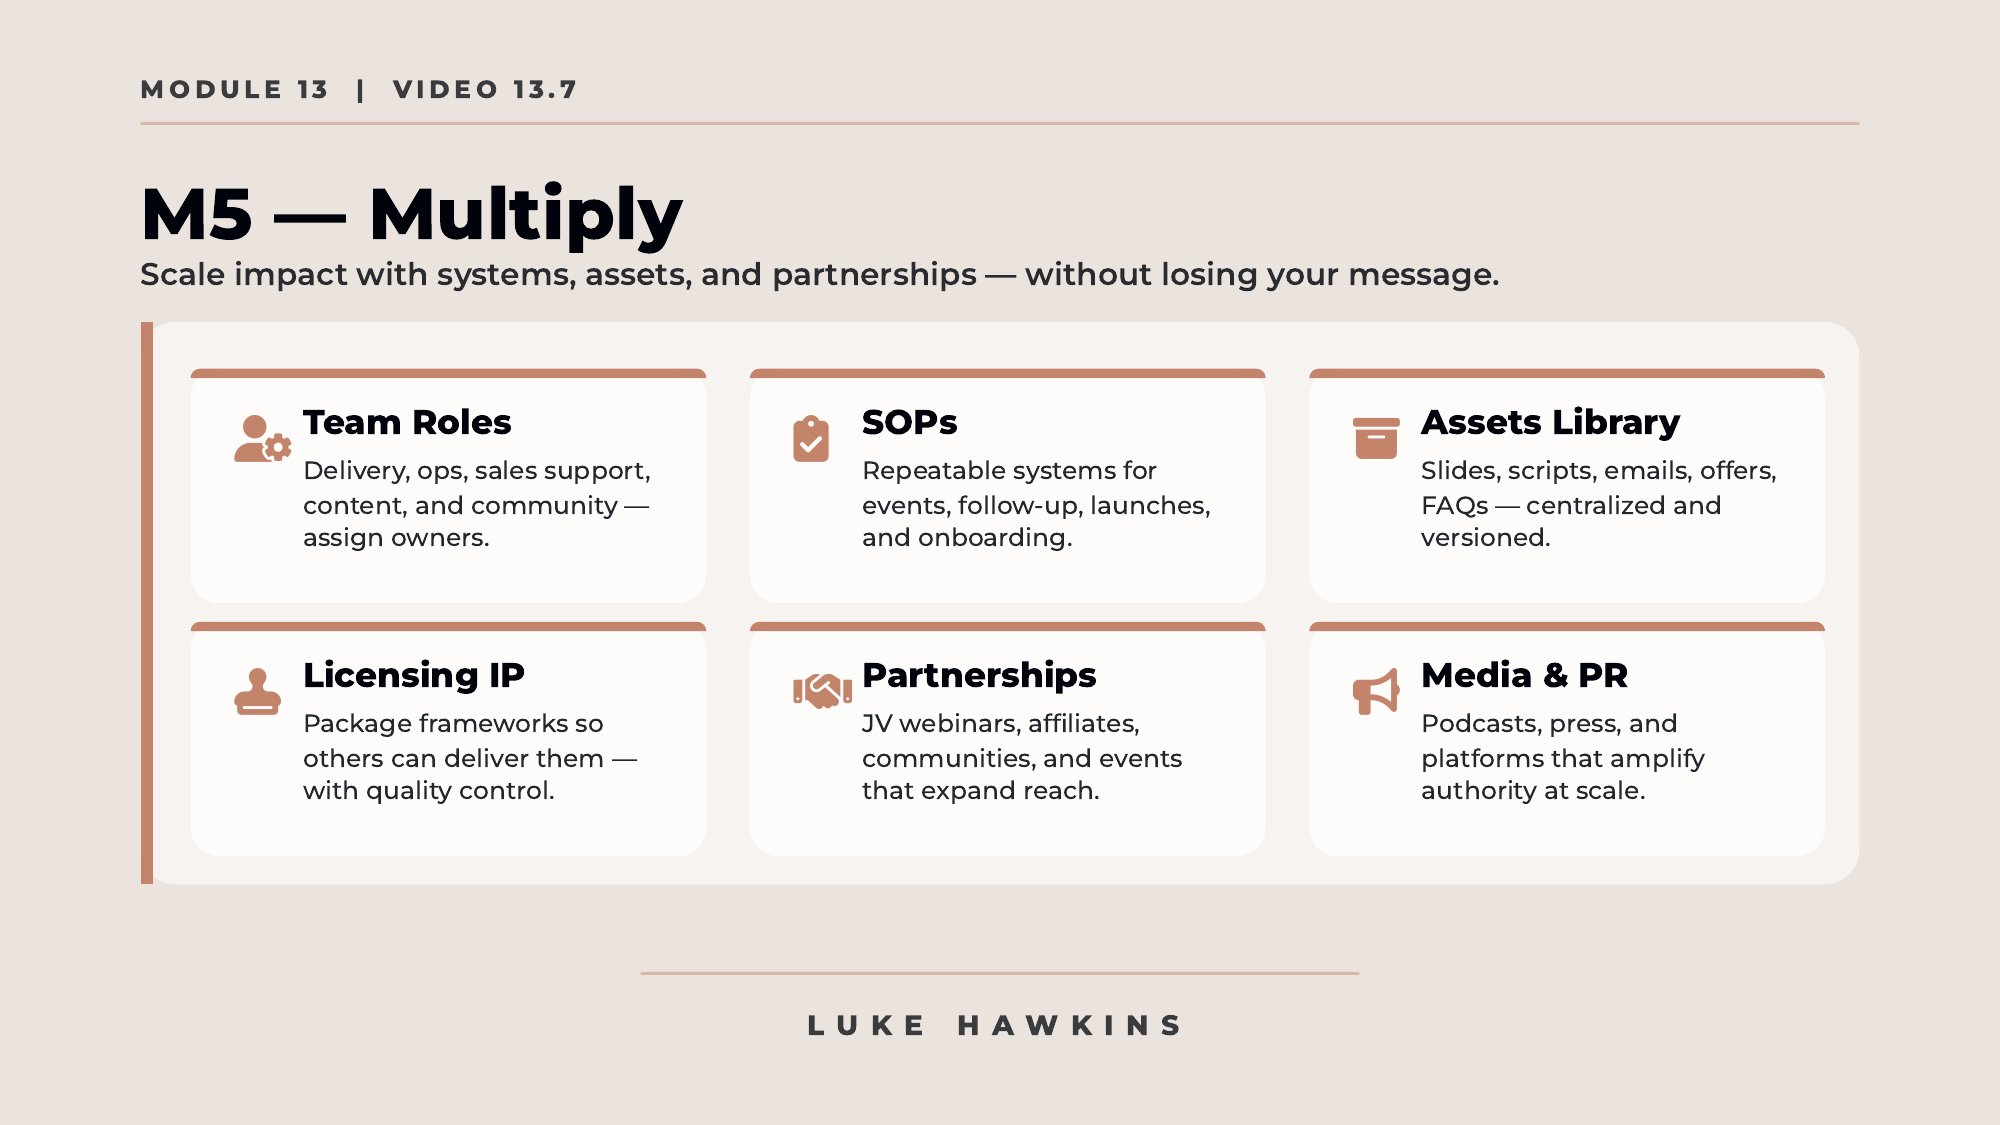 MODULE 13 | VIDEO 13.7
M5 — Multiply
Scale impact with systems, assets, and partnerships — without losing your message.
Team Roles
Delivery, ops, sales support,
content, and community —
assign owners.
SOPs
Repeatable systems for
events, follow-up, launches,
and onboarding.
Assets Library
Slides, scripts, emails, offers,
FAQs — centralized and
versioned.
Licensing IP
Package frameworks so
others can deliver them —
with quality control.
Partnerships
JV webinars, affiliates,
communities, and events
that expand reach.
Media & PR
Podcasts, press, and
platforms that amplify
authority at scale.
LUKE HAWKINS